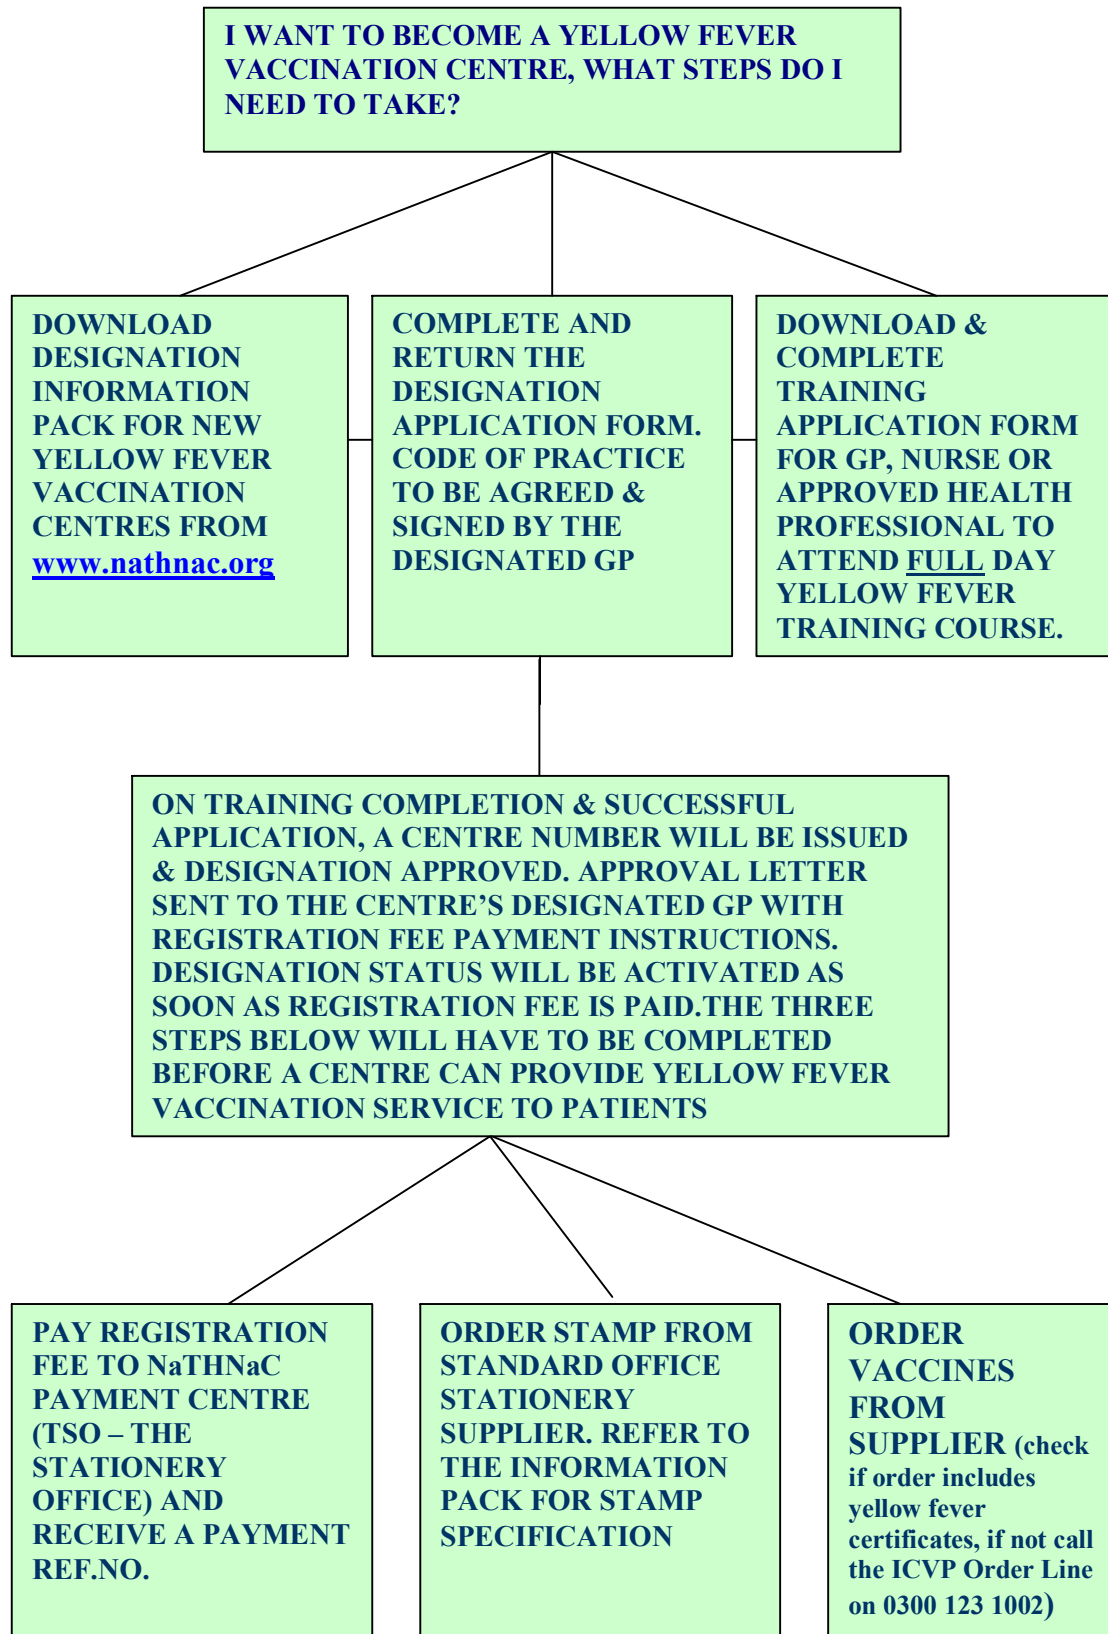 I WANT TO BECOME A YELLOW FEVER
VACCINATION CENTRE, WHAT STEPS DO I
NEED TO TAKE?
DOWNLOAD
DESIGNATION
INFORMATION
PACK FOR NEW
YELLOW FEVER
VACCINATION
CENTRES FROM
www.nathnac.org
COMPLETE AND
RETURN THE
DESIGNATION
APPLICATION FORM.
CODE OF PRACTICE
TO BE AGREED &
SIGNED BY THE
DESIGNATED GP
DOWNLOAD &
COMPLETE
TRAINING
APPLICATION FORM
FOR GP, NURSE OR
APPROVED HEALTH
PROFESSIONAL TO
ATTEND FULL DAY
YELLOW FEVER
TRAINING COURSE.
ON TRAINING COMPLETION & SUCCESSFUL
APPLICATION, A CENTRE NUMBER WILL BE ISSUED
& DESIGNATION APPROVED. APPROVAL LETTER
SENT TO THE CENTRE’S DESIGNATED GP WITH
REGISTRATION FEE PAYMENT INSTRUCTIONS.
DESIGNATION STATUS WILL BE ACTIVATED AS
SOON AS REGISTRATION FEE IS PAID.THE THREE
STEPS BELOW WILL HAVE TO BE COMPLETED
BEFORE A CENTRE CAN PROVIDE YELLOW FEVER
VACCINATION SERVICE TO PATIENTS
PAY REGISTRATION
FEE TO NaTHNaC
PAYMENT CENTRE
(TSO – THE
STATIONERY
OFFICE) AND
RECEIVE A PAYMENT
REF.NO.
ORDER STAMP FROM
STANDARD OFFICE
STATIONERY
SUPPLIER. REFER TO
THE INFORMATION
PACK FOR STAMP
SPECIFICATION
ORDER
VACCINES
FROM
SUPPLIER (check
if order includes
yellow fever
certificates, if not call
the ICVP Order Line
on 0300 123 1002)